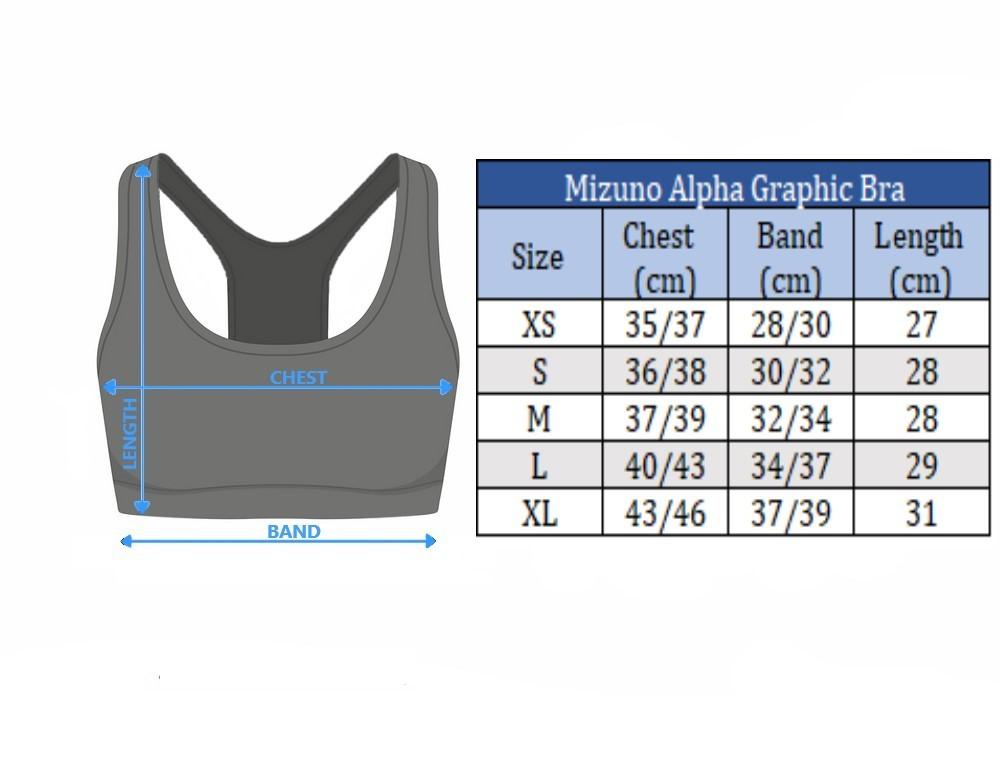 CHEST
LENGTH
BAND
Mizuno Alpha Graphic Bra
Size Chest (cm) Band (cm) Length (cm)
XS 35/37 28/30 27
S 36/38 30/32 28
M 37/39 32/34 28
L 40/43 34/37 29
XL 43/46 37/39 31